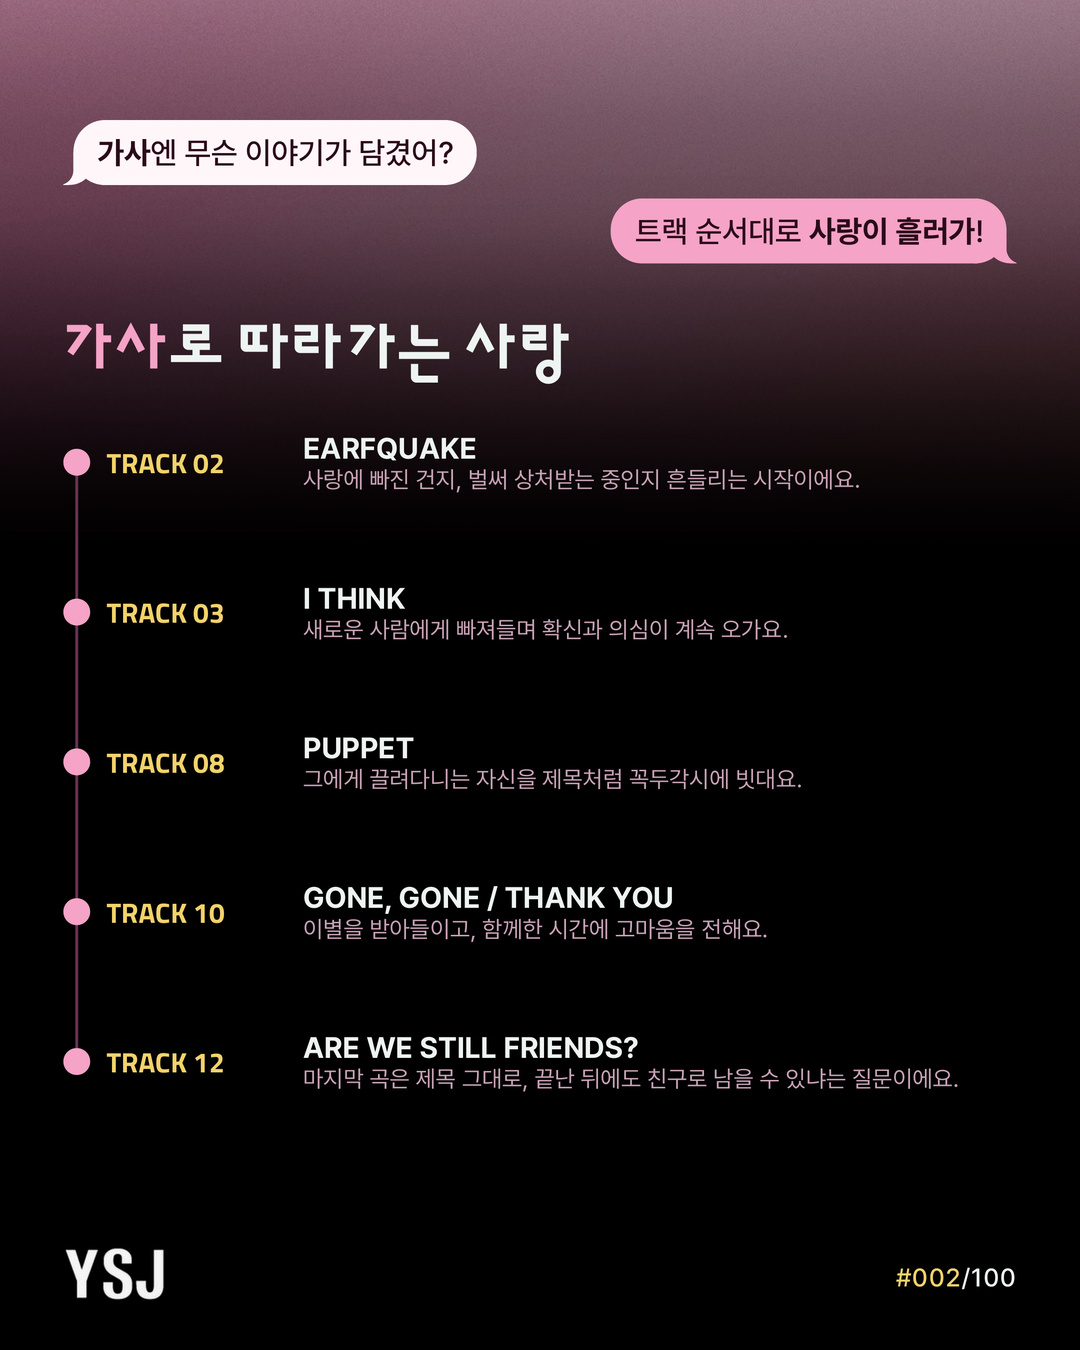 가사엔 무슨 이야기가 담겼어?
트랙 순서대로 사랑이 흘러가!
가사로 따라가는 사랑
TRACK 02
EARFQUAKE
사랑에 빠진 건지, 벌써 상처받는 중인지 흔들리는 시작이에요.
TRACK 03
I THINK
새로운 사람에게 빠져들며 확신과 의심이 계속 오가요.
TRACK 08
PUPPET
그에게 끌려다니는 자신을 제목처럼 꼭두각시에 빗대요.
TRACK 10
GONE, GONE / THANK YOU
이별을 받아들이고, 함께한 시간에 고마움을 전해요.
TRACK 12
ARE WE STILL FRIENDS?
마지막 곡은 제목 그대로, 끝난 뒤에도 친구로 남을 수 있냐는 질문이에요.
YSJ
#002/100